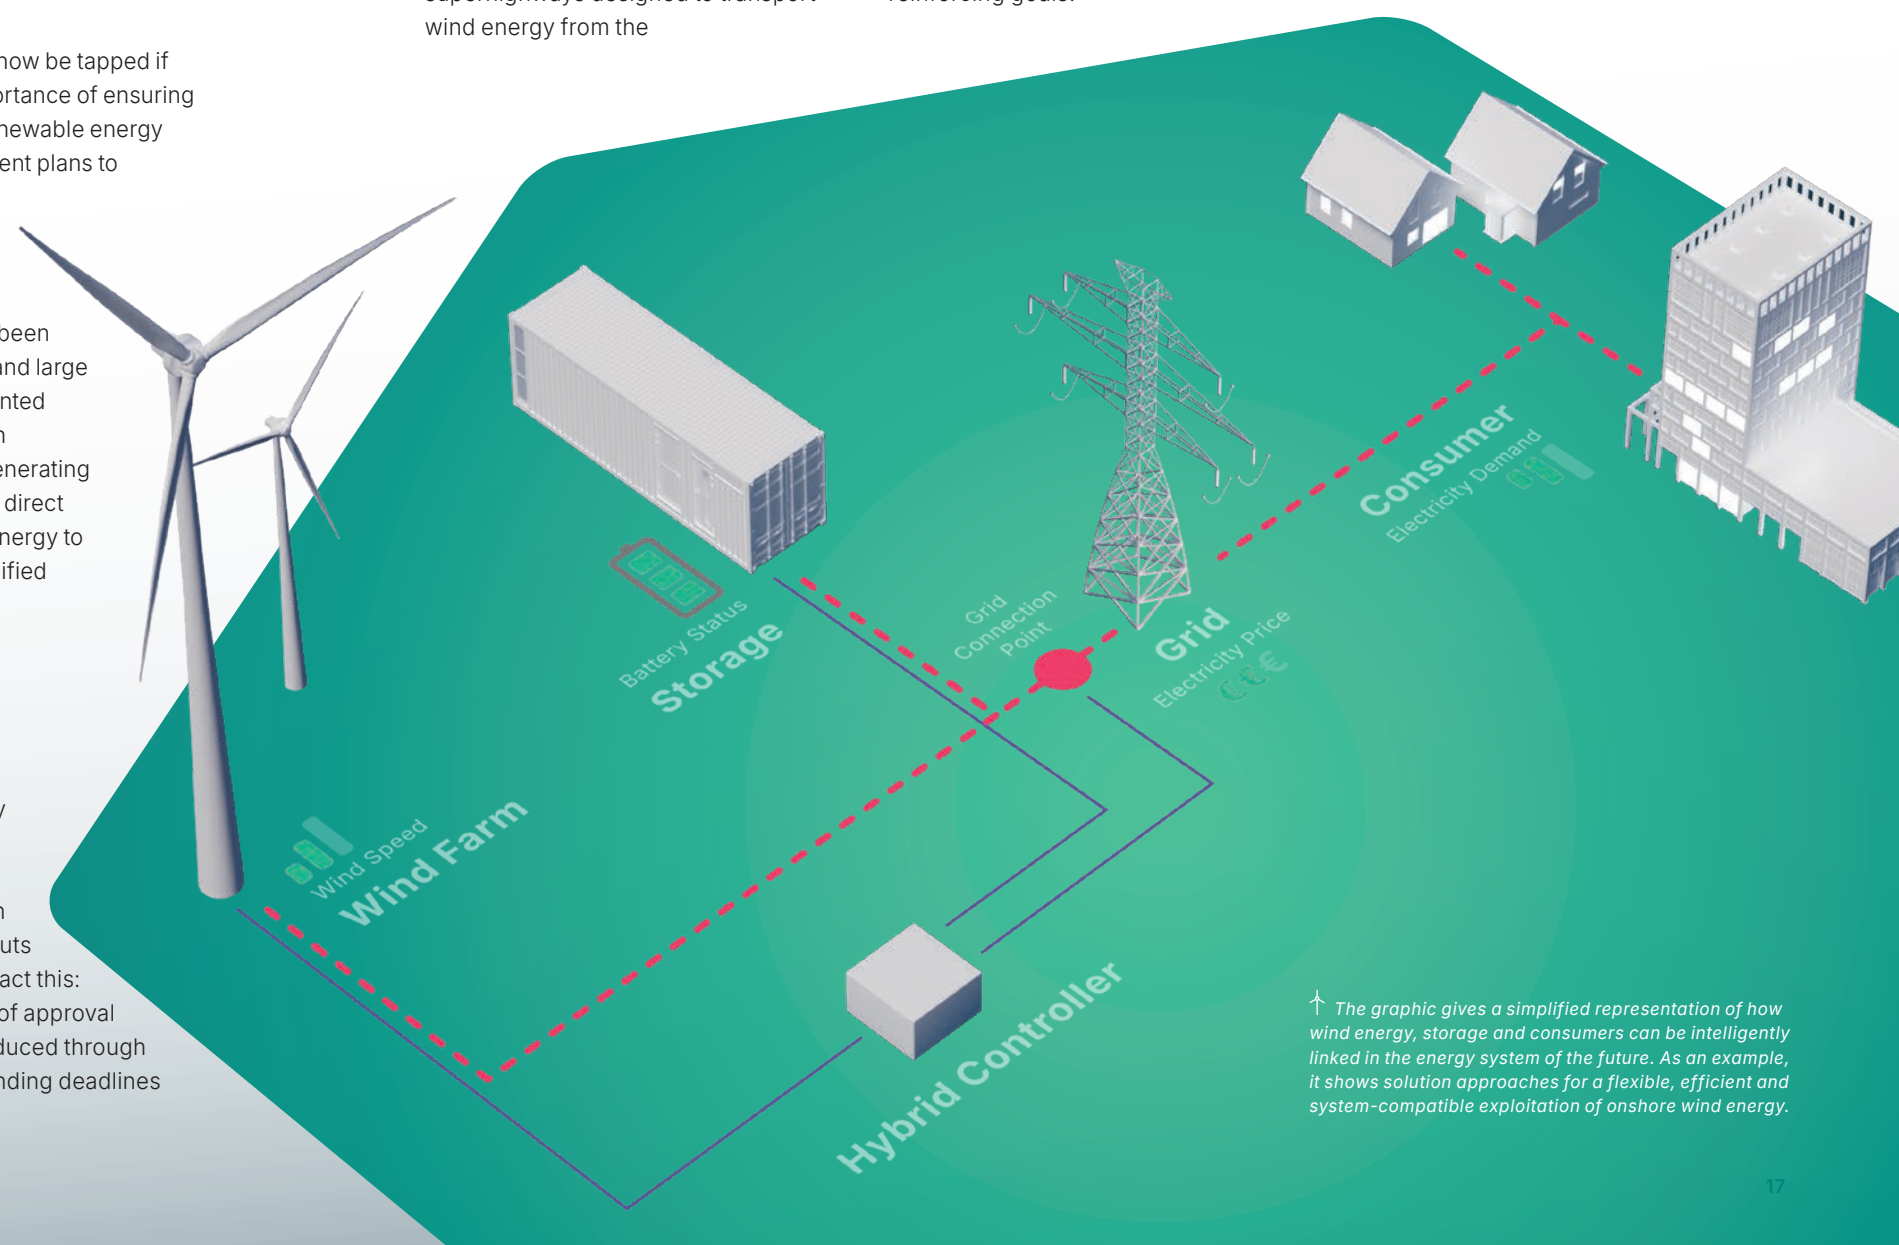 wind energy from the
now be tapped if
ortance of ensuring
newable energy
ent plans to
been
and large
nted
n
enerating
direct
nergy to
ified
y
n
uts
act this:
of approval
duced through
nding deadlines
Battery Status
Storage
Grid
Connection
Point
Grid
Electricity Price
€ € €
Consumer
Electricity Demand
Wind Speed
Wind Farm
Hybrid Controller
The graphic gives a simplified representation of how
wind energy, storage and consumers can be intelligently
linked in the energy system of the future. As an example,
it shows solution approaches for a flexible, efficient and
system-compatible exploitation of onshore wind energy.
17